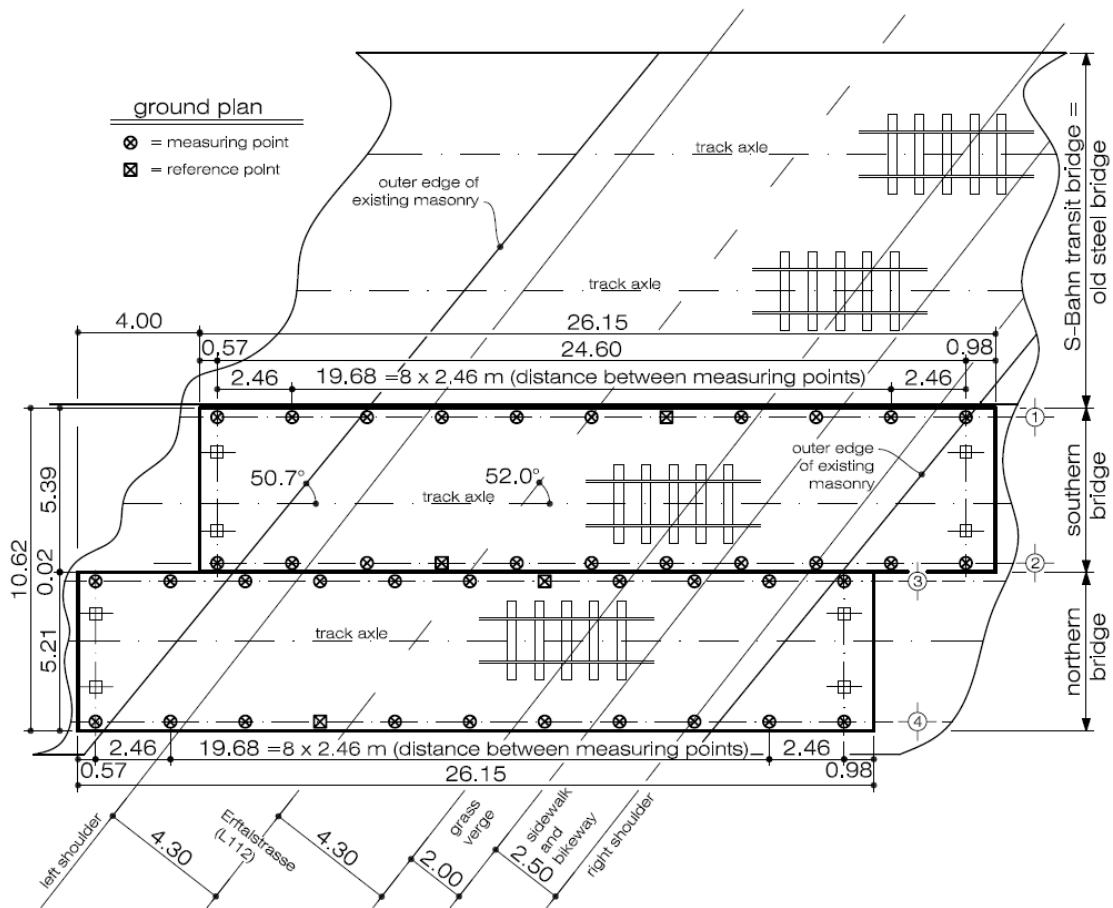 ground plan
= measuring point
= reference point
outer edge of
existing masonry
track axle
track axle
S-Bahn transit bridge =
old steel bridge
4.00
26.15
0.57
24.60
0.98
2.46
19.68 =8 x 2.46 m (distance between measuring points)
2.46
1
10.62
5.39
0.02
5.21
50.7°
52.0°
track axle
outer edge
of existing
masonry
southern
bridge
2
3
track axle
northern
bridge
4
2.46
19.68 =8 x 2.46 m (distance between measuring points)
2.46
0.57
26.15
0.98
left shoulder
4.30
Erftalstrasse
(L112)
4.30
grass
verge
2.00
sidewalk
and
bikeway
2.50
right shoulder